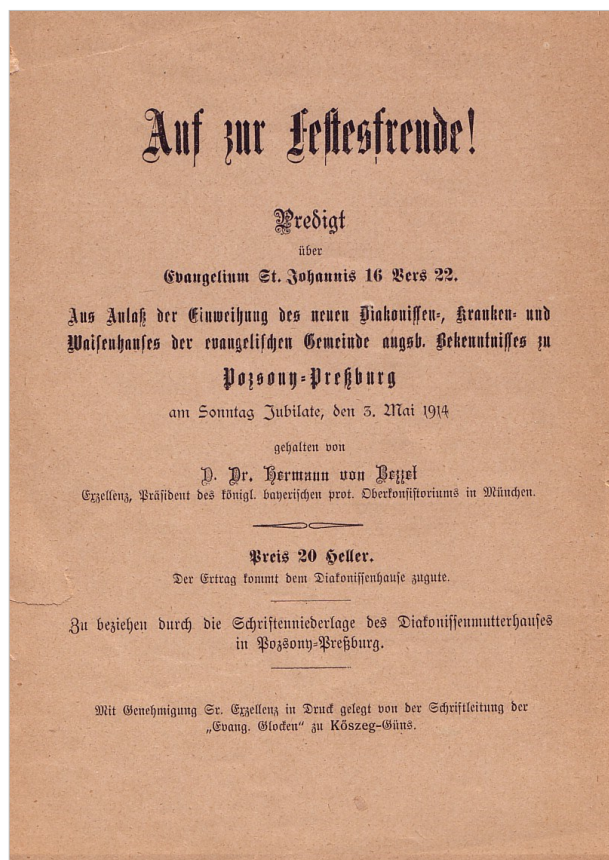 Auf zur Festesfreude!
Predigt
über
Evangelium St. Johannis 16 Vers 22.
Aus Anlaß der Einweihung des neuen Diakonissen-, Kranken- und
Waisenhauses der evangelischen Gemeinde augsb. Bekenntnisses zu
Pozsony-Preßburg
am Sonntag Jubilate, den 3. Mai 1914
gehalten von
D. Dr. Hermann von Bezzel
Exzellenz, Präsident des königl. bayerischen prot. Oberkonsistoriums in München.
Preis 20 Heller.
Der Ertrag kommt dem Diakonissenhause zugute.
Zu beziehen durch die Schriftenniederlage des Diakonissenmutterhauses
in Pozsony-Preßburg.
Mit Genehmigung Sr. Exzellenz in Druck gelegt von der Schriftleitung der
„Evang. Glocken“ zu Kőszeg-Güns.